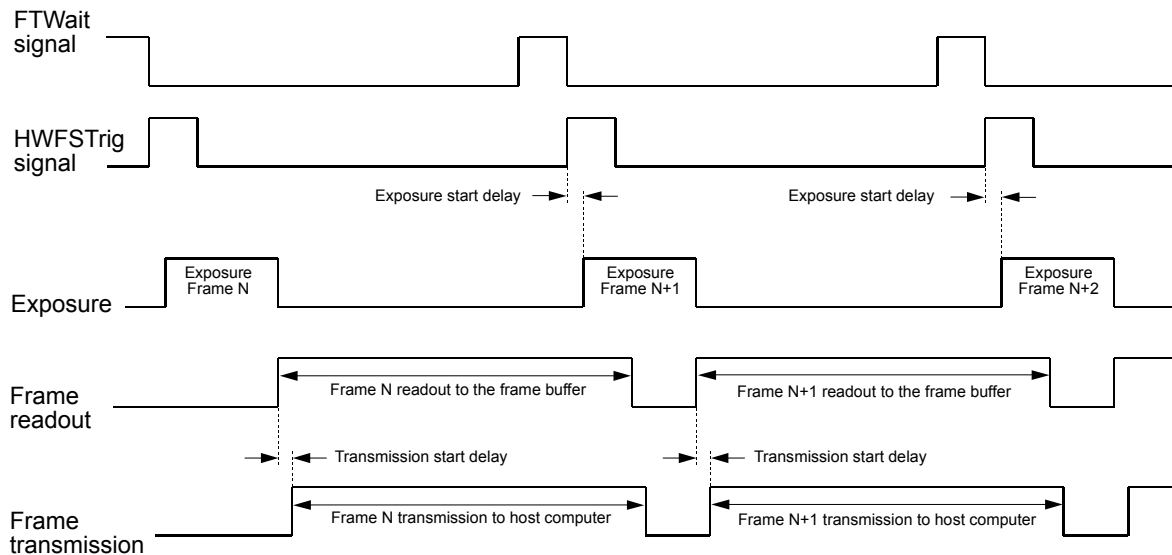 FTWait
signal
HWFSTrig
signal
Exposure start delay
Exposure start delay
Exposure
Frame N
Exposure
Frame N+1
Exposure
Frame N+2
Exposure
Frame N readout to the frame buffer
Frame N+1 readout to the frame buffer
Frame
readout
Transmission start delay
Transmission start delay
Frame N transmission to host computer
Frame N+1 transmission to host computer
Frame
transmission